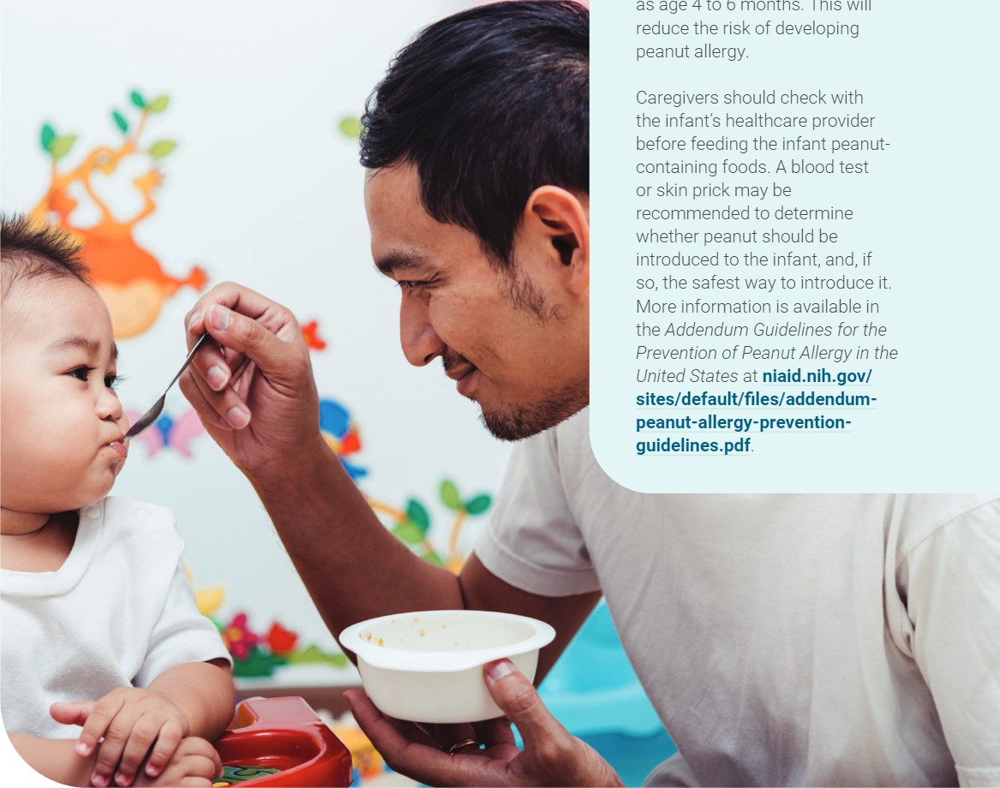 as age 4 to 6 months. This will
reduce the risk of developing
peanut allergy.
Caregivers should check with
the infant’s healthcare provider
before feeding the infant peanut-
containing foods. A blood test
or skin prick may be
recommended to determine
whether peanut should be
introduced to the infant, and, if
so, the safest way to introduce it.
More information is available in
the Addendum Guidelines for the
Prevention of Peanut Allergy in the
United States at niaid.nih.gov/
sites/default/files/addendum-
peanut-allergy-prevention-
guidelines.pdf.